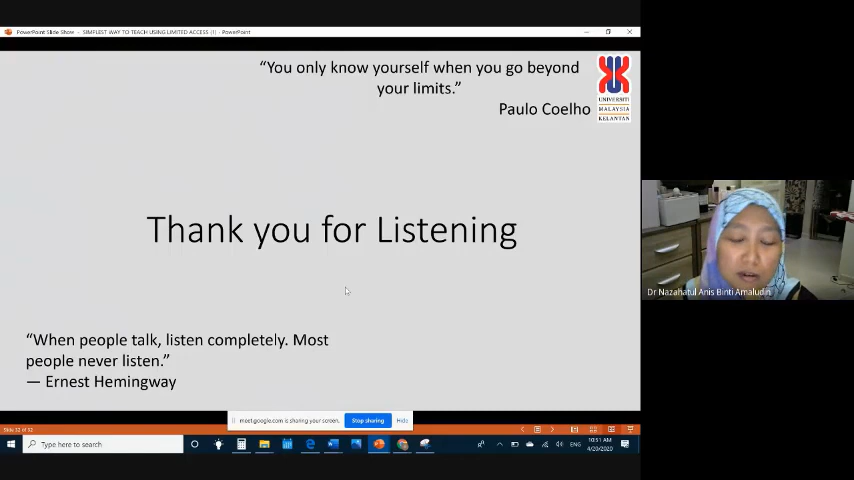 PowerPoint Slide Show - SIMPLEST WAY TO TEACH USING LIMITED ACCESS (1) - PowerPoint
“You only know yourself when you go beyond
your limits.”
Paulo Coelho
UNIVERSITI
MALAYSIA
KELANTAN
Thank you for Listening
Dr Nazahatul Anis Binti Amaludin
“When people talk, listen completely. Most
people never listen.”
— Ernest Hemingway
meet.google.com is sharing your screen.
Stop sharing
Hide
Slide 32 of 32
Type here to search
ENG
10:51 AM
4/20/2020